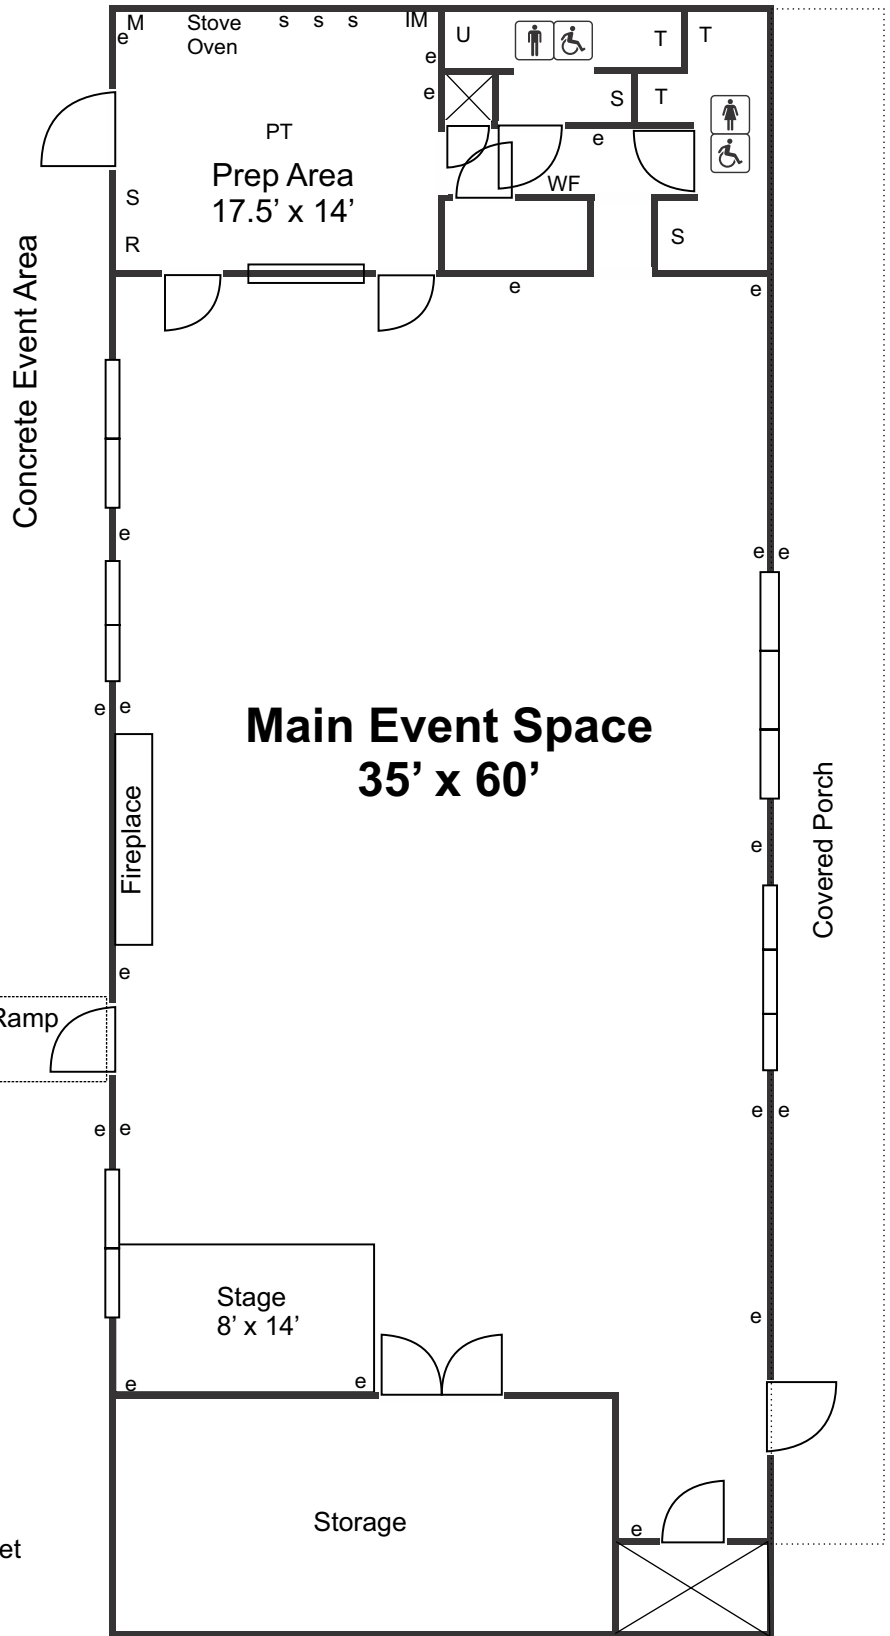 M
Stove
Oven
s
s
s
IM
e
e
e
U
T
T
S
T
PT
Prep Area
17.5’ x 14’
e
WF
S
R
S
e
e
Concrete Event Area
e
e
e
e
e
Main Event Space
35’ x 60’
Fireplace
e
Covered Porch
e
Ramp
e
e
e
e
Stage
8’ x 14’
e
e
e
Storage
e
et